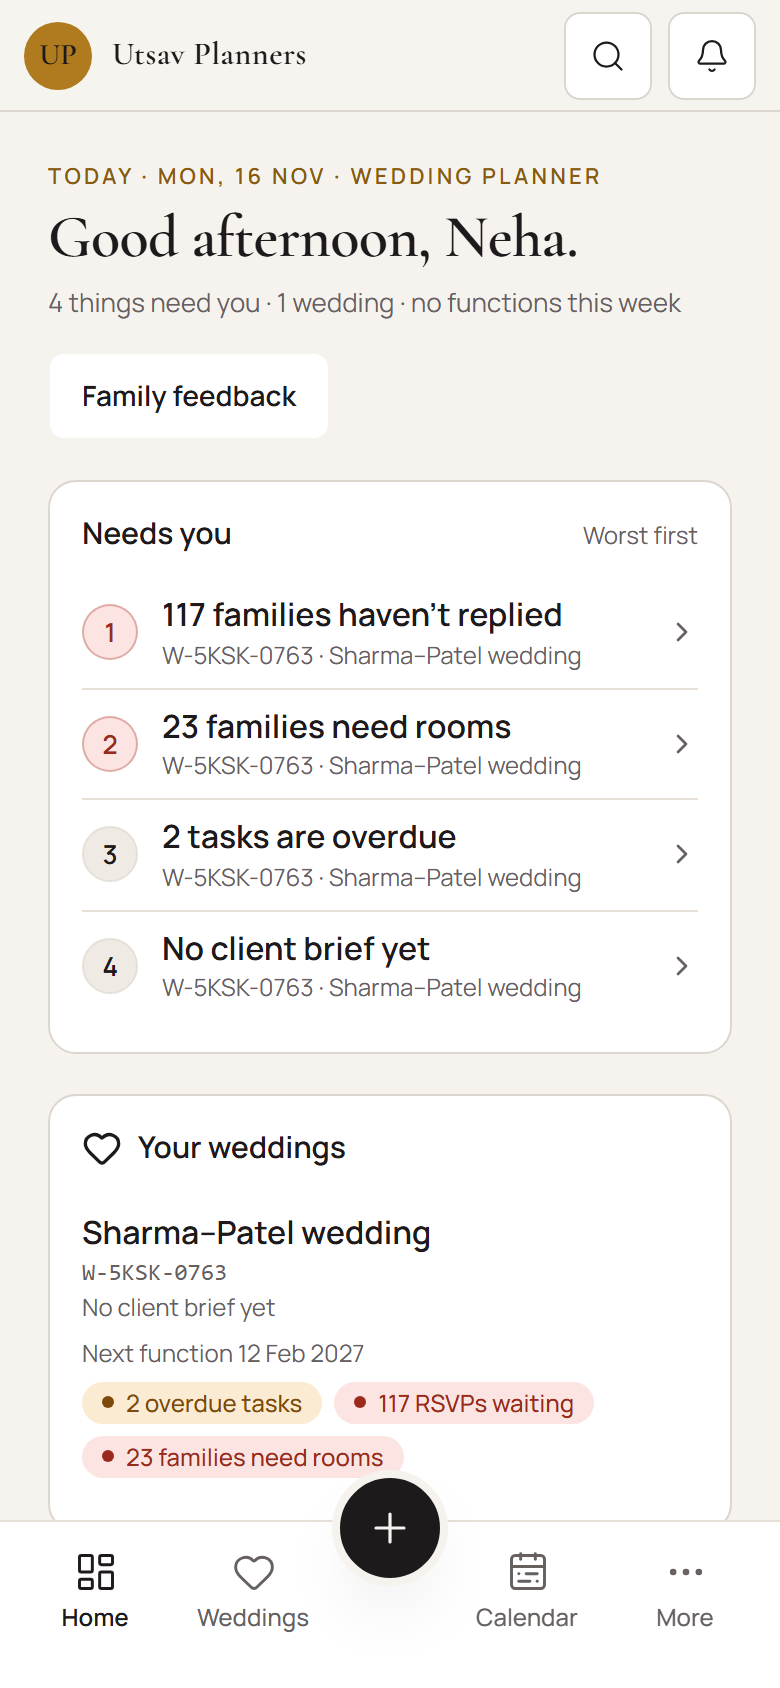 UP Utsav Planners
TODAY · MON, 16 NOV · WEDDING PLANNER
Good afternoon, Neha.
4 things need you · 1 wedding · no functions this week
Family feedback
Needs you Worst first
1 117 families haven’t replied
W-5KSK-0763 · Sharma–Patel wedding
2 23 families need rooms
W-5KSK-0763 · Sharma–Patel wedding
3 2 tasks are overdue
W-5KSK-0763 · Sharma–Patel wedding
4 No client brief yet
W-5KSK-0763 · Sharma–Patel wedding
Your weddings
Sharma–Patel wedding
W-5KSK-0763
No client brief yet
Next function 12 Feb 2027
2 overdue tasks 117 RSVPs waiting
23 families need rooms
Home Weddings Calendar More